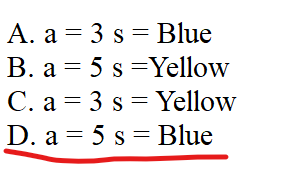 A. a = 3 s = Blue
B. a = 5 s =Yellow
C. a = 3 s = Yellow
D. a = 5 s = Blue